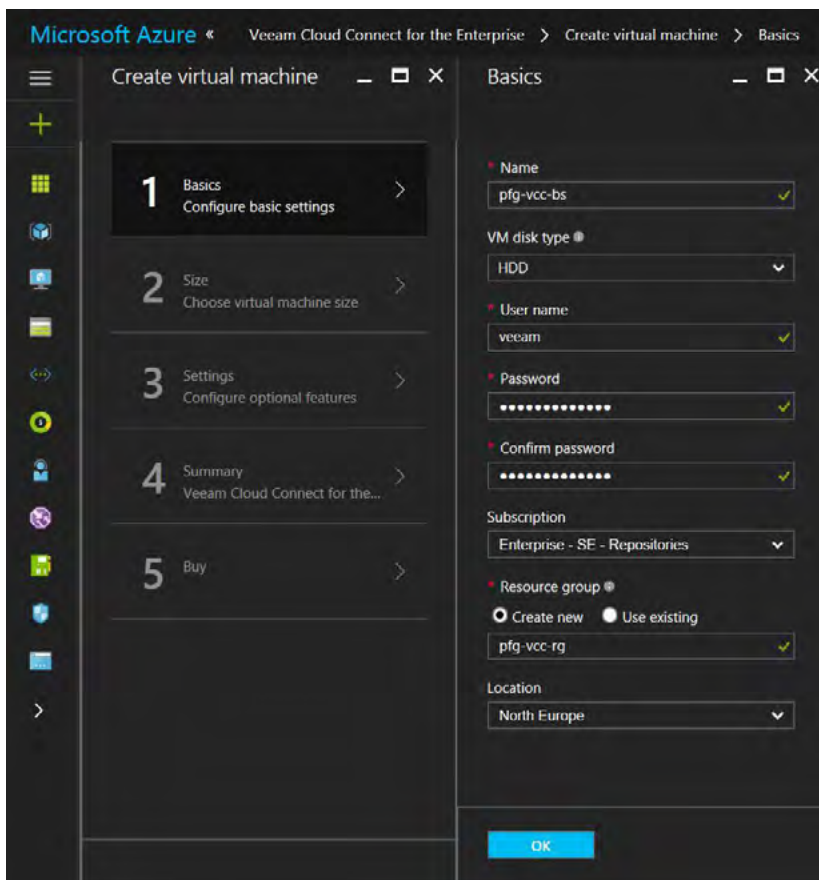 Microsoft Azure « Veeam Cloud Connect for the Enterprise > Create virtual machine > Basics
Create virtual machine
1 Basics
Configure basic settings
2 Size
Choose virtual machine size
3 Settings
Configure optional features
4 Summary
Veeam Cloud Connect for the...
5 Buy
Basics
* Name
pfg-vcc-bs
VM disk type
HDD
* User name
veeam
* Password
•••••••••••••
* Confirm password
•••••••••••••
Subscription
Enterprise - SE - Repositories
* Resource group
Create new Use existing
pfg-vcc-rg
Location
North Europe
OK